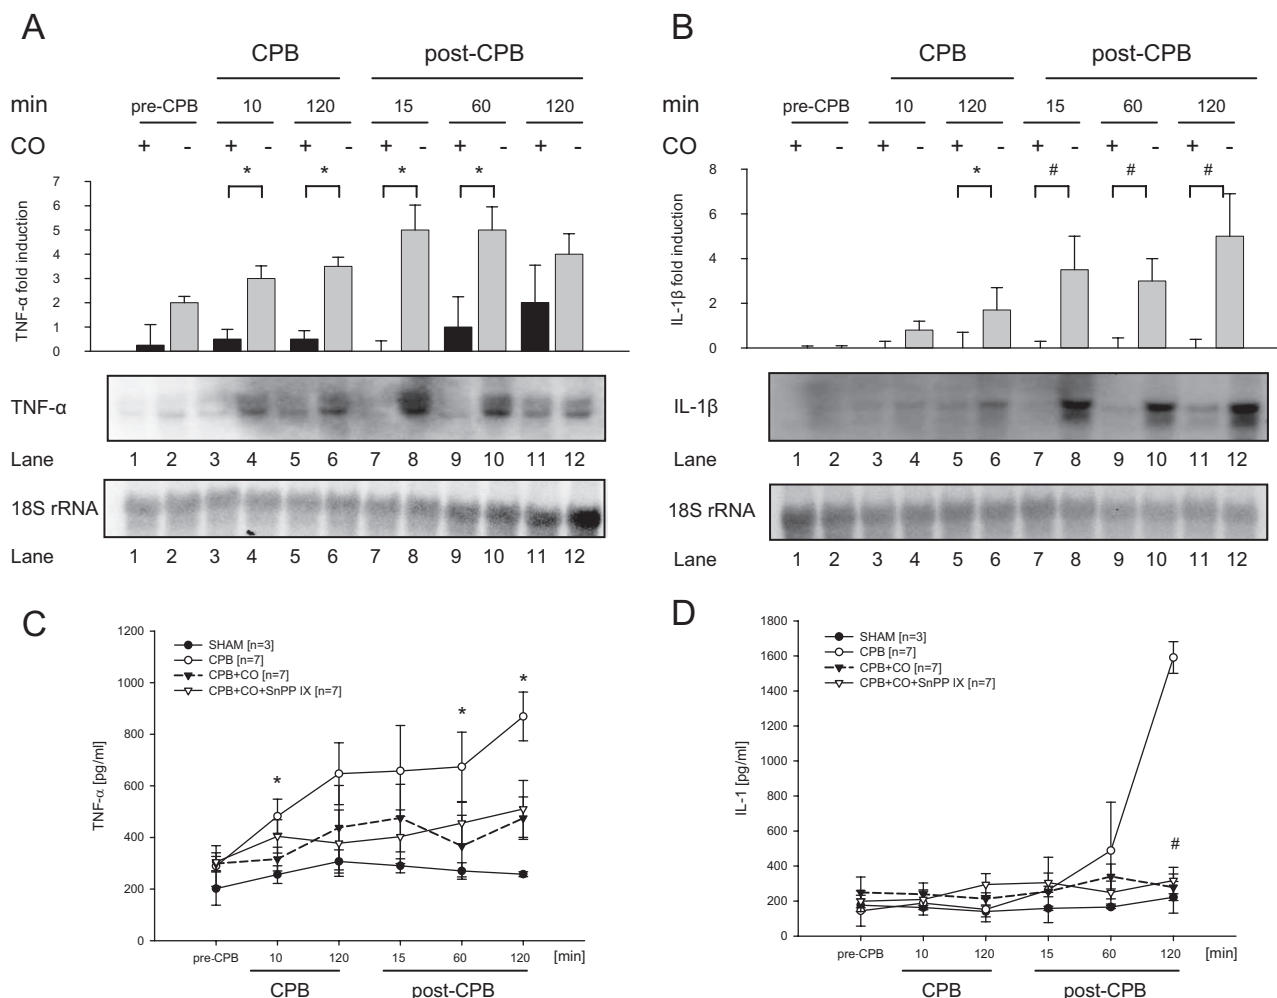 A
CPB post-CPB
min pre-CPB 10 120 15 60 120
CO + - + - + - + - + - + -
* * * *
7
6
5
4
3
2
1
0
TNF-α fold induction
TNF-α
Lane 1 2 3 4 5 6 7 8 9 10 11 12
18S rRNA
Lane 1 2 3 4 5 6 7 8 9 10 11 12
B
CPB post-CPB
min pre-CPB 10 120 15 60 120
CO + - + - + - + - + - + -
* # # #
8
6
4
2
0
IL-1β fold induction
IL-1β
Lane 1 2 3 4 5 6 7 8 9 10 11 12
18S rRNA
Lane 1 2 3 4 5 6 7 8 9 10 11 12
C
1200
1000
800
600
400
200
0
TNF-α [pg/ml]
SHAM [n=3]
CPB [n=7]
CPB+CO [n=7]
CPB+CO+SnPP IX [n=7]
* * *
pre-CPB 10 120 15 60 120 [min]
CPB post-CPB
D
1800
1600
1400
1200
1000
800
600
400
200
0
IL-1 [pg/ml]
SHAM [n=3]
CPB [n=7]
CPB+CO [n=7]
CPB+CO+SnPP IX [n=7]
#
pre-CPB 10 120 15 60 120 [min]
CPB post-CPB